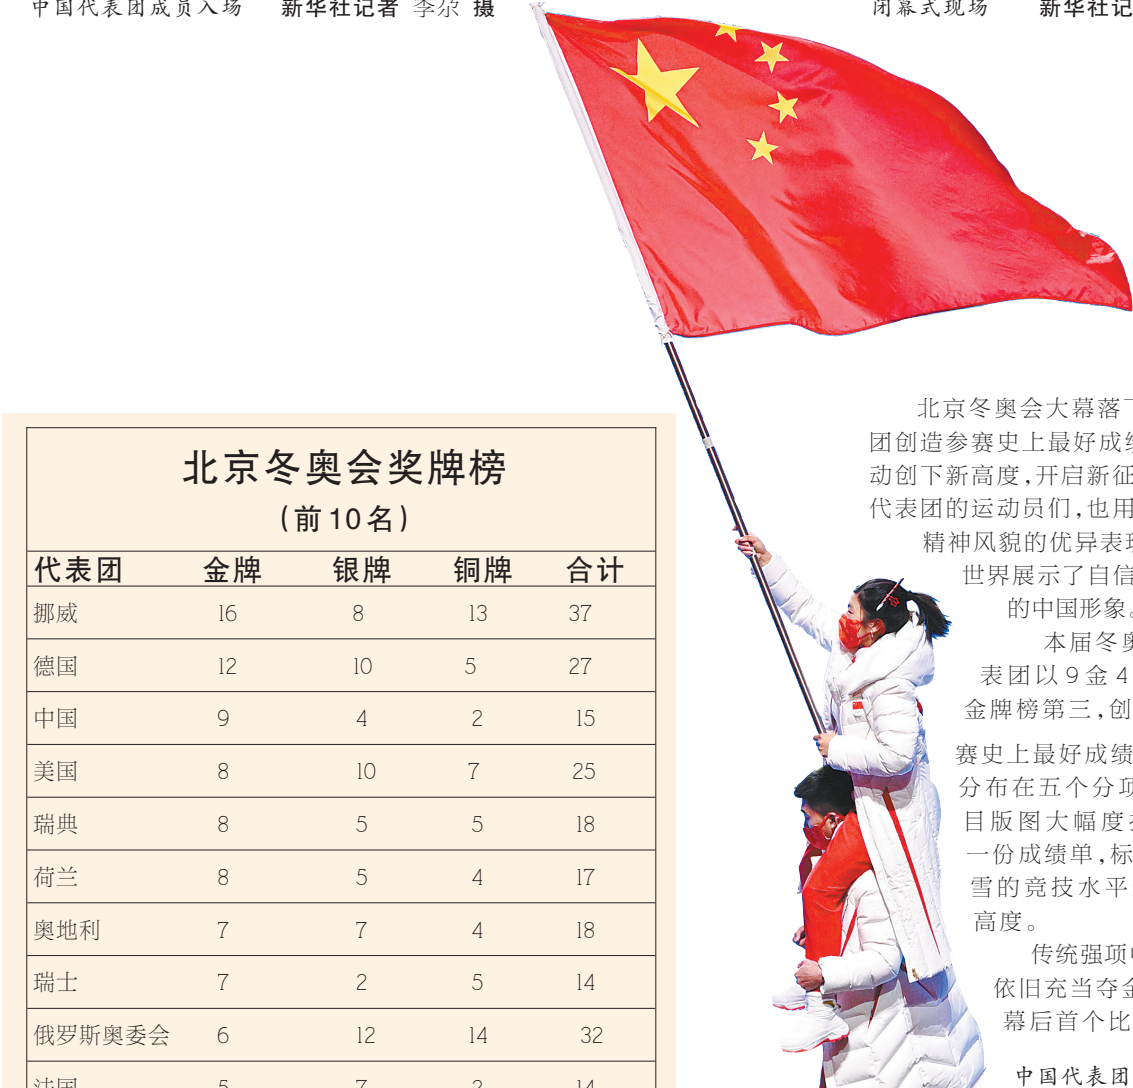 中国代表团成员入场 新华社记者 李尕 摄
闭幕式现场 新华社记
北京冬奥会奖牌榜
(前10名)
代表团 金牌 银牌 铜牌 合计
挪威 16 8 13 37
德国 12 10 5 27
中国 9 4 2 15
美国 8 10 7 25
瑞典 8 5 5 18
荷兰 8 5 4 17
奥地利 7 7 4 18
瑞士 7 2 5 14
俄罗斯奥委会 6 12 14 32
法国 5 7 2 14
北京冬奥会大幕落
团创造参赛史上最好成
动创下新高度,开启新征
代表团的运动员们,也用
精神风貌的优异表
世界展示了自信
的中国形象。
本届冬奥
表团以9金4
金牌榜第三,创
赛史上最好成绩
分布在五个分项
目版图大幅度
一份成绩单,标
雪的竞技水平
高度。
传统强项
依旧充当夺金
幕后首个比
中国代表团